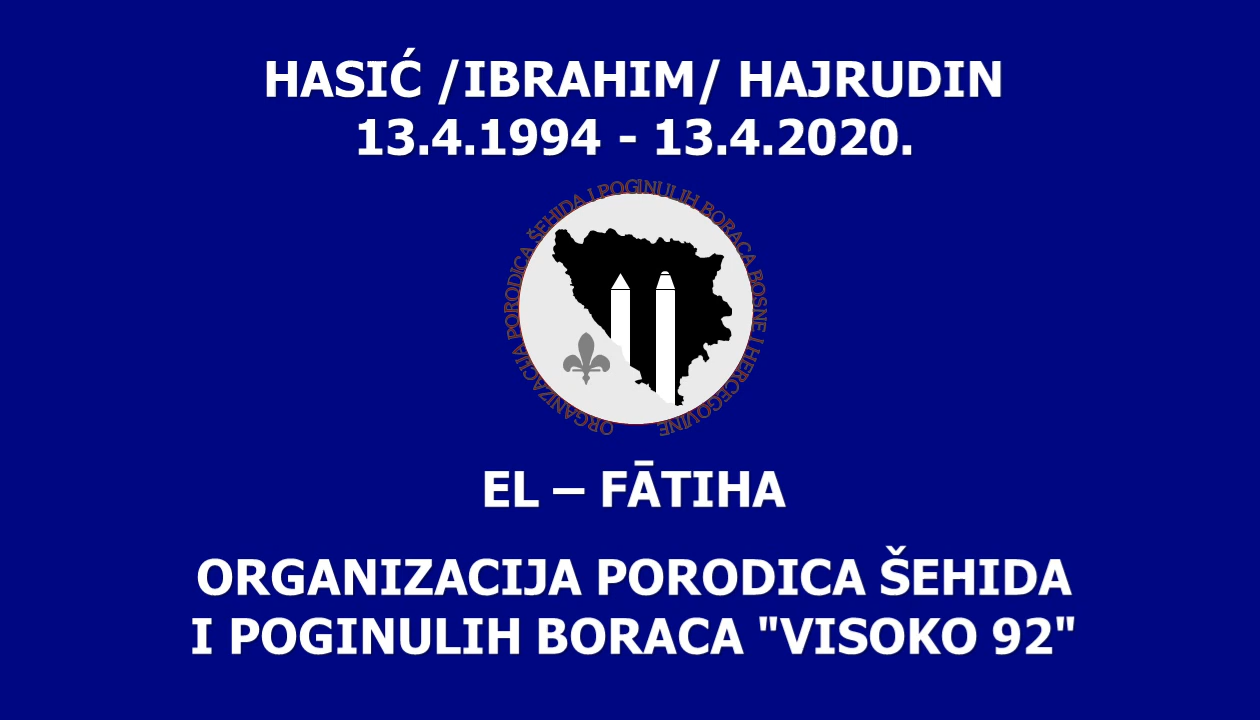 HASIĆ /IBRAHIM/ HAJRUDIN
13.4.1994 - 13.4.2020.
ORGANIZACIJA PORODICA ŠEHIDA I POGINULIH BORACA BOSNE I HERCEGOVINE
EL – FĀTIHA
ORGANIZACIJA PORODICA ŠEHIDA
I POGINULIH BORACA "VISOKO 92"